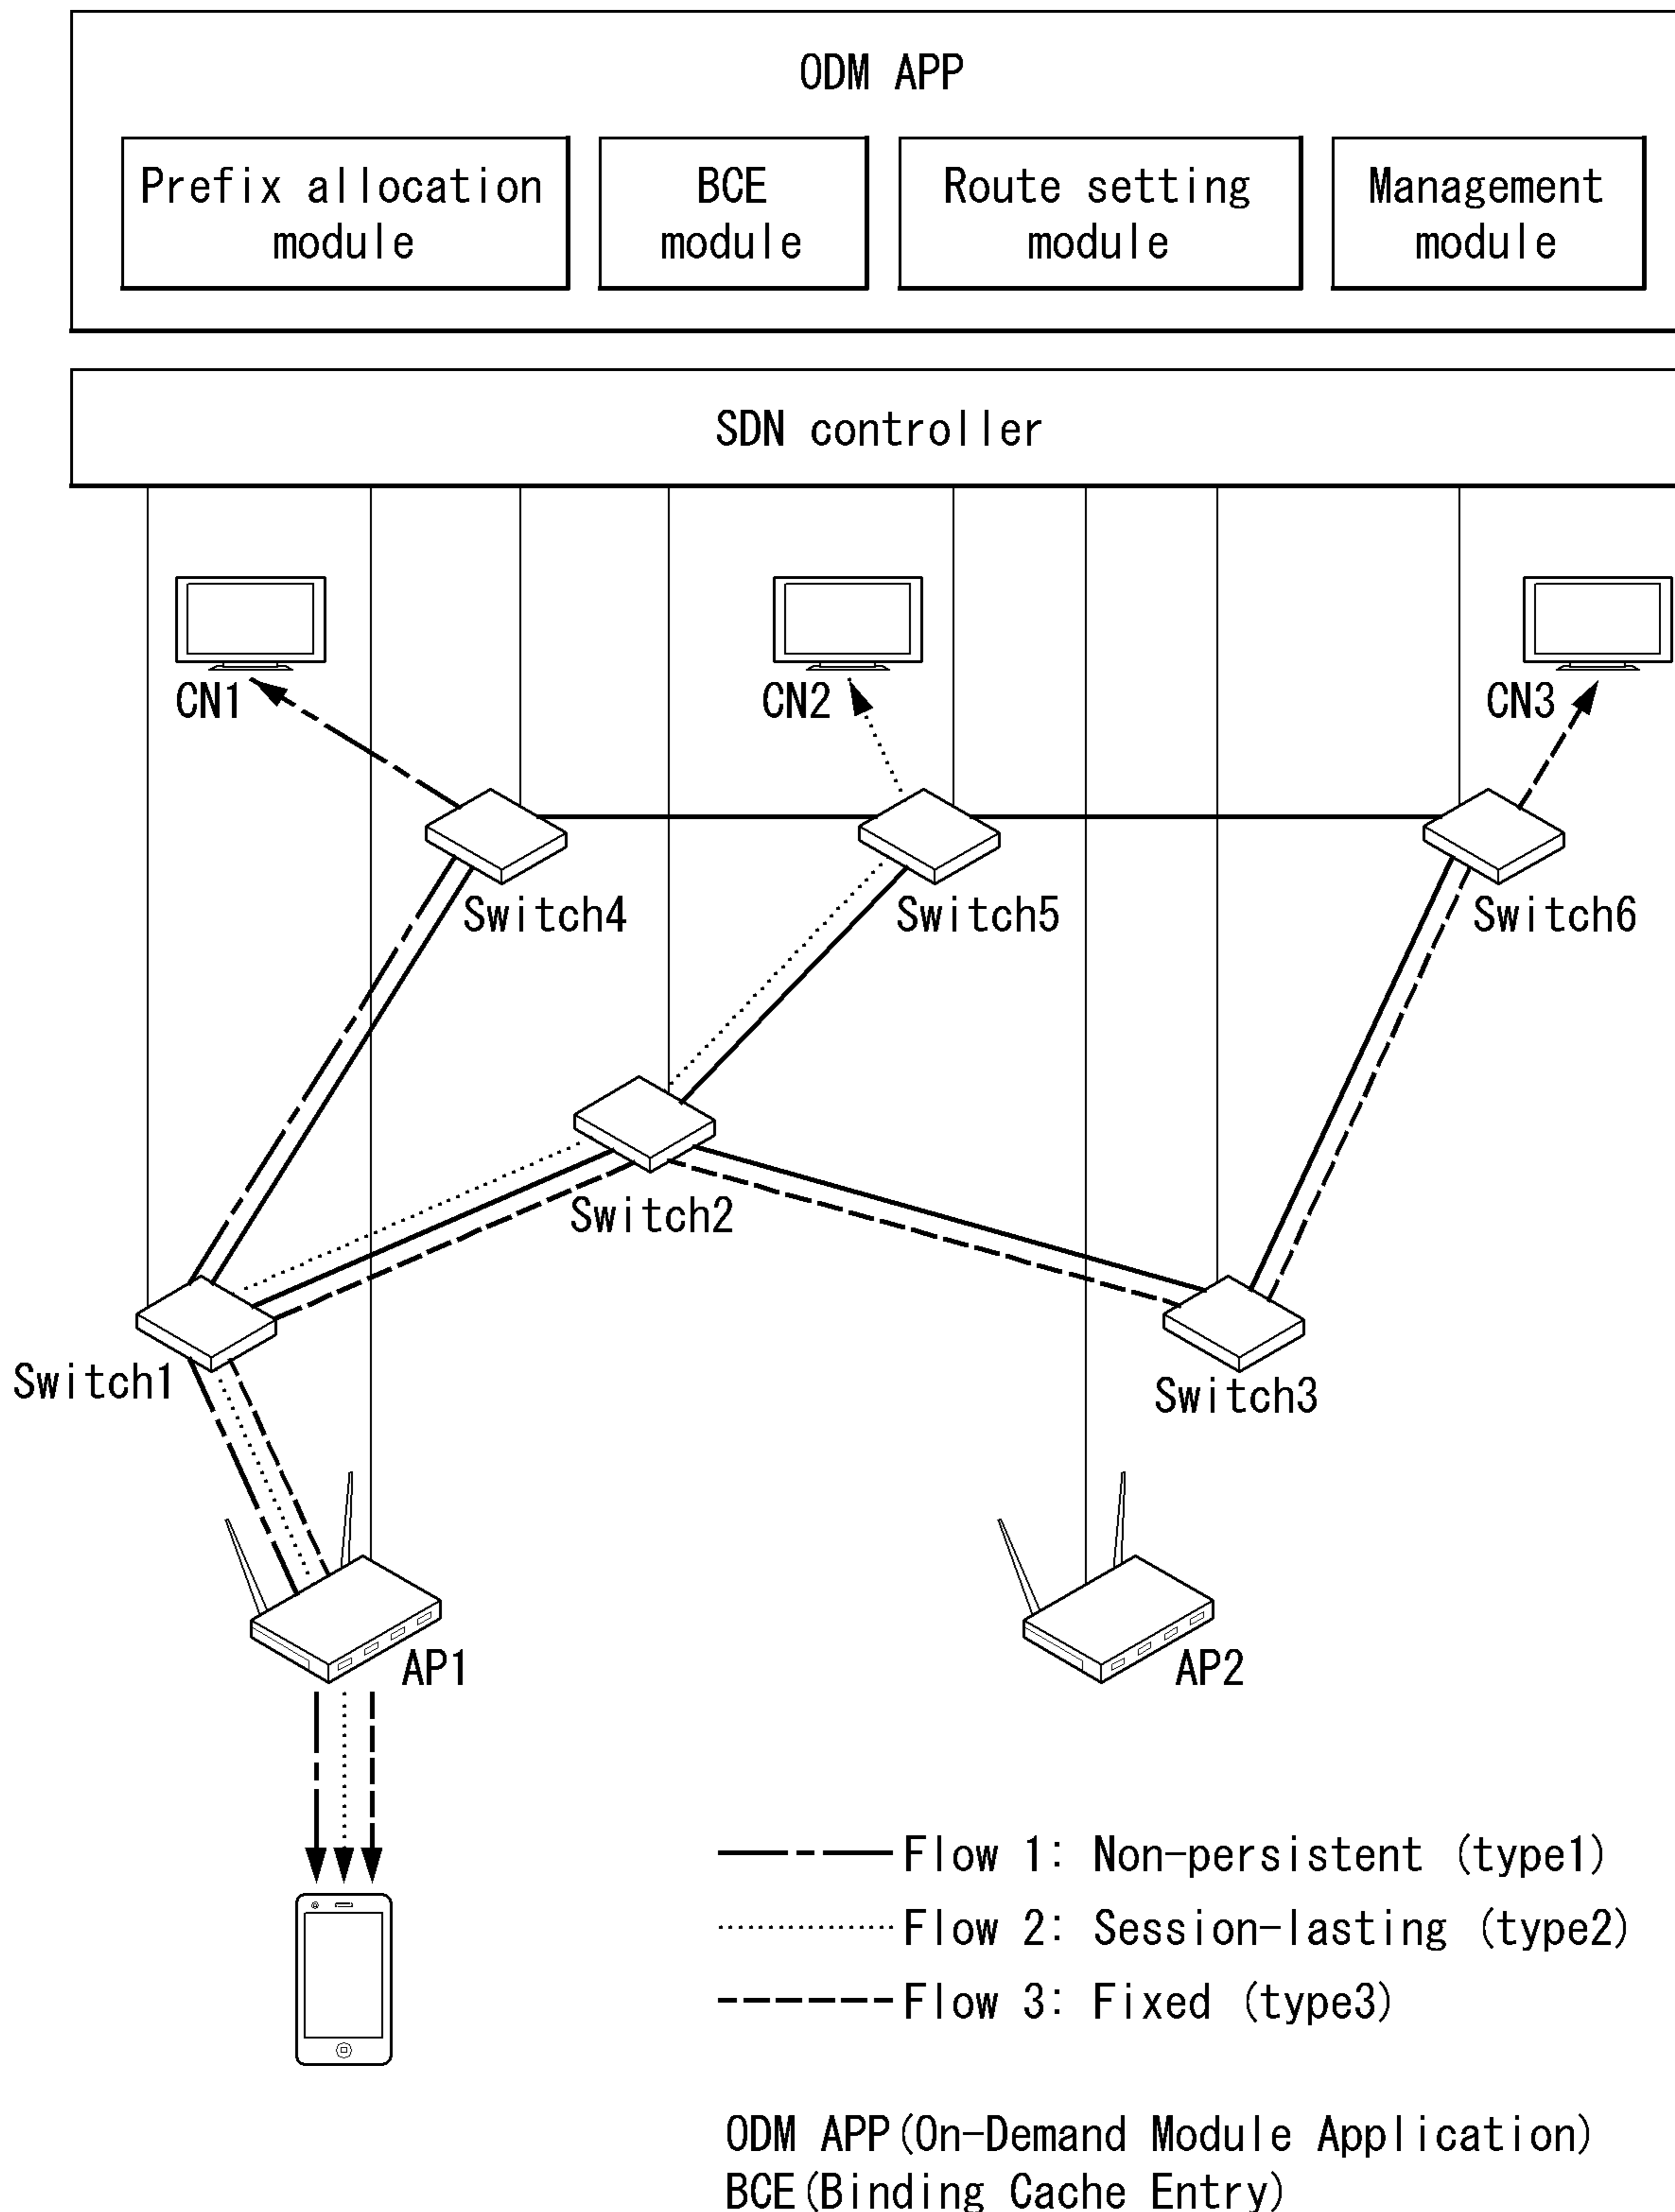 ODM APP
Prefix allocation
module
BCE
module
Route setting
module
Management
module
SDN controller
CN1
CN2
CN3
Switch4
Switch5
Switch6
Switch2
Switch1
Switch3
AP1
AP2
Flow 1: Non-persistent (type1)
Flow 2: Session-lasting (type2)
Flow 3: Fixed (type3)
ODM APP(On-Demand Module Application)
BCE(Binding Cache Entry)